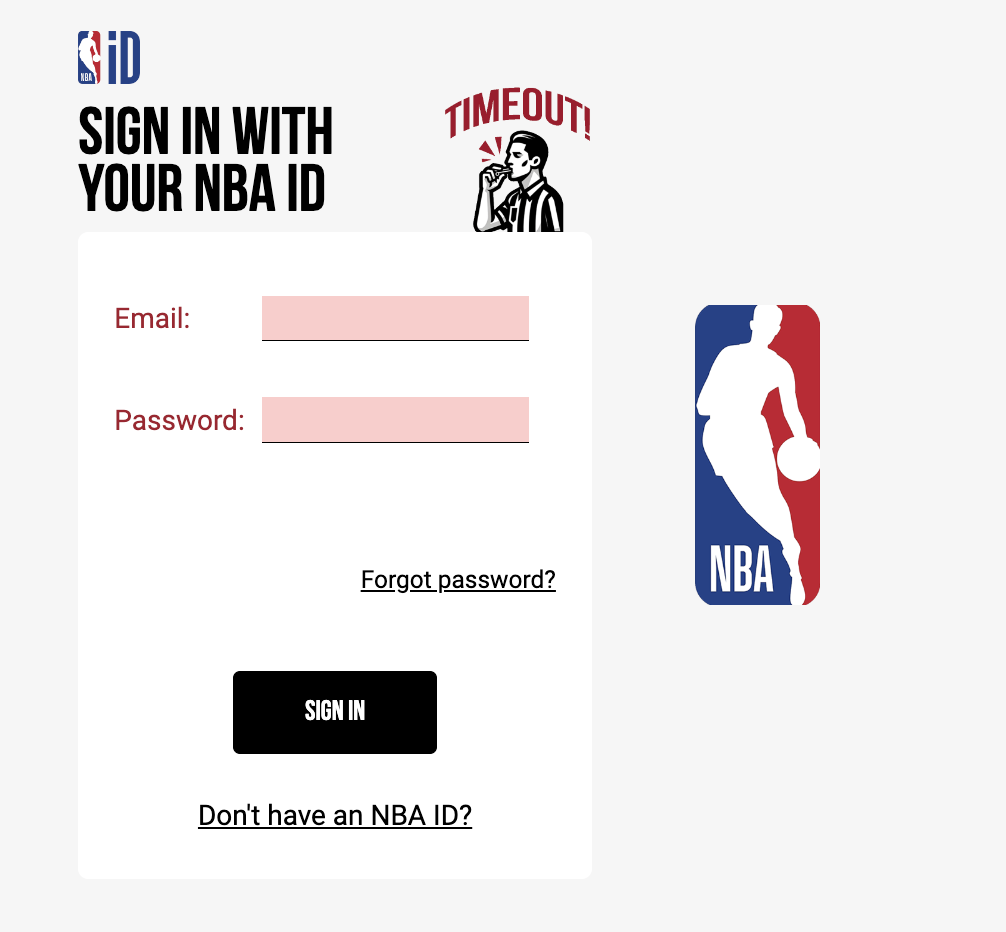 NBA iD
SIGN IN WITH
YOUR NBA ID
TIMEOUT!
Email:
Password:
NBA
Forgot password?
SIGN IN
Don't have an NBA ID?